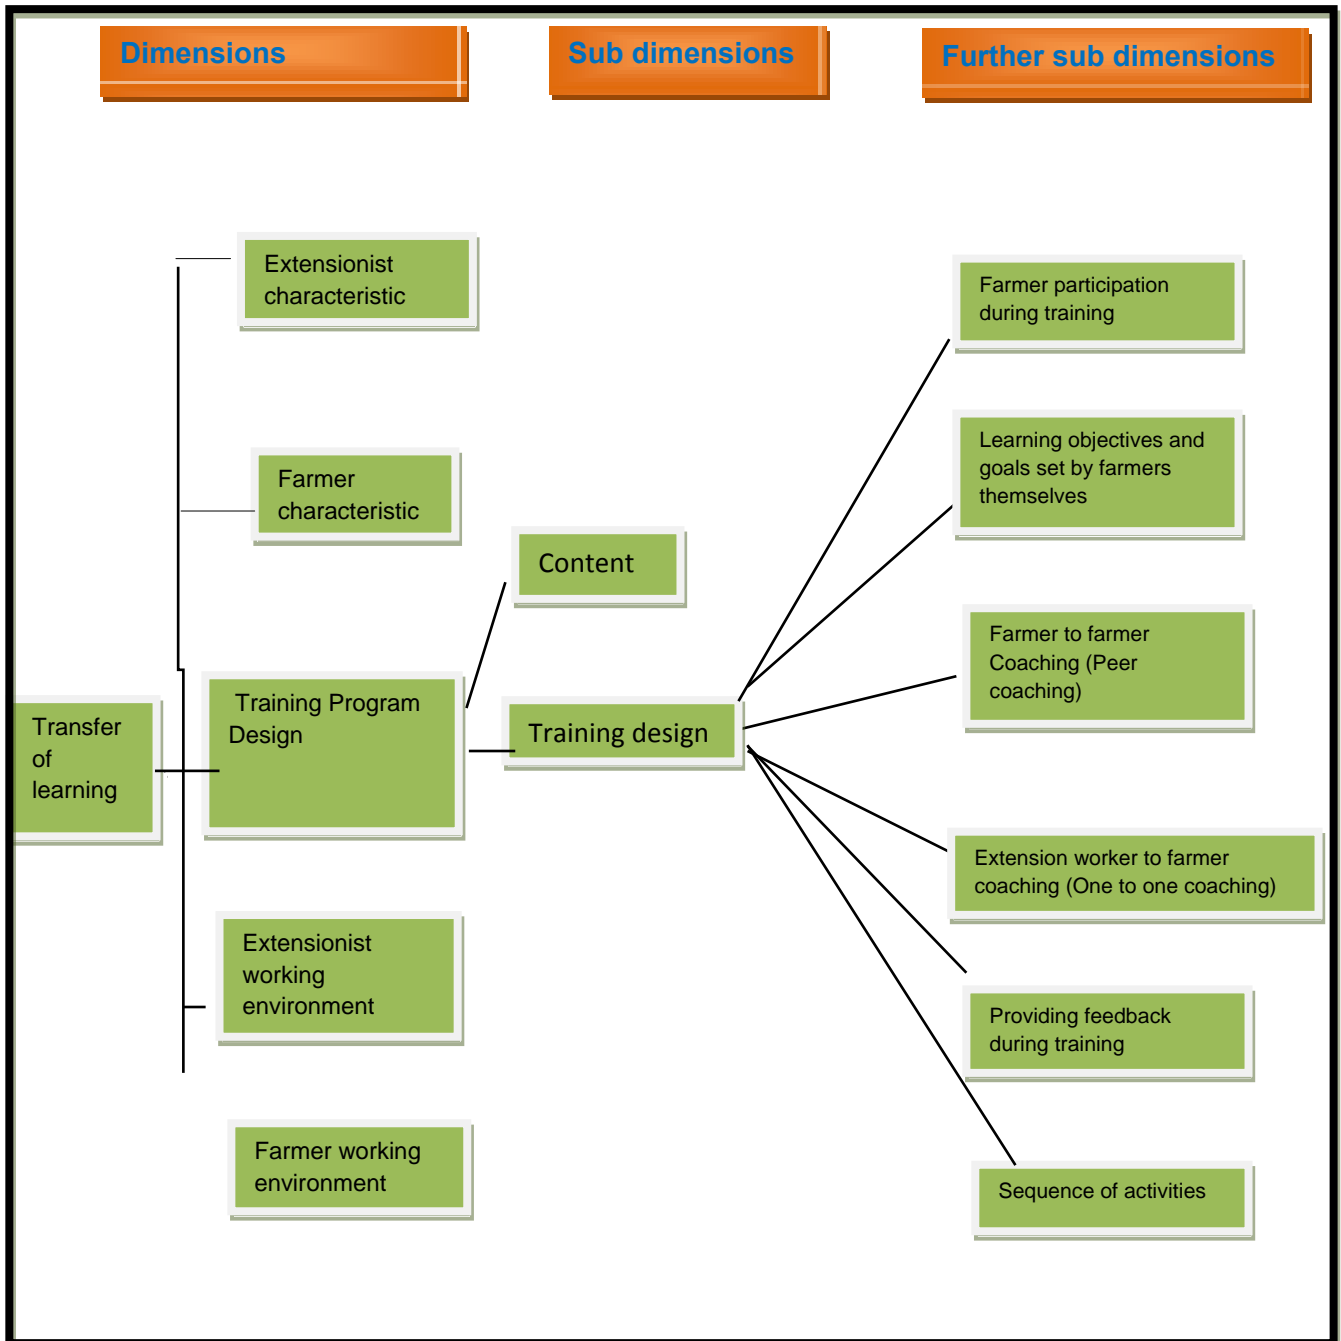 Dimensions
Sub dimensions
Further sub dimensions
Extensionist
characteristic
Farmer
characteristic
Training Program
Design
Extensionist
working
environment
Farmer working
environment
Transfer
of
learning
Content
Training design
Farmer participation
during training
Learning objectives and
goals set by farmers
themselves
Farmer to farmer
Coaching (Peer
coaching)
Extension worker to farmer
coaching (One to one coaching)
Providing feedback
during training
Sequence of activities